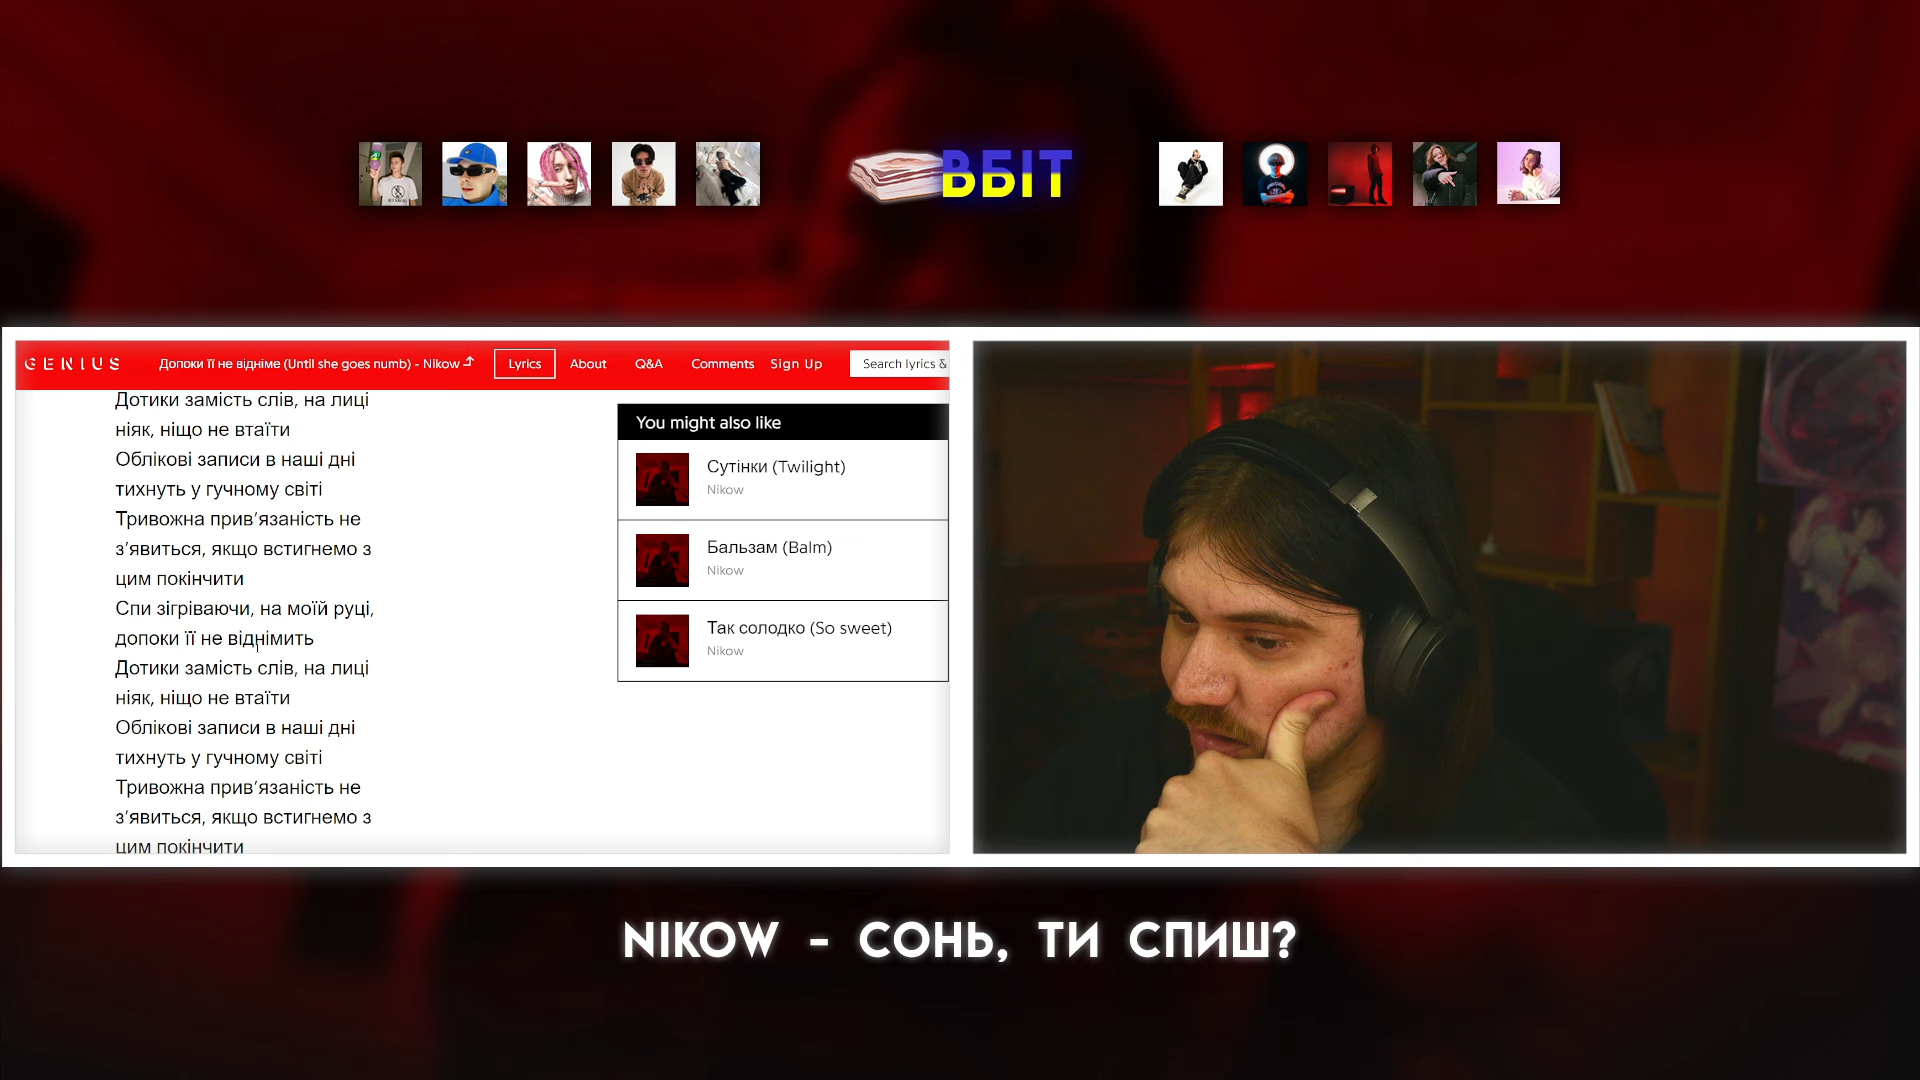 ВБІТ
GENIUS
Допоки її не відніме (Until she goes numb) - Nikow
Lyrics
About
Q&A
Comments
Sign Up
Search lyrics &
Дотики замість слів, на лиці
ніяк, ніщо не втаїти
Облікові записи в наші дні
тихнуть у гучному світі
Тривожна прив’язаність не
з’явиться, якщо встигнемо з
цим покінчити
Спи зігріваючи, на моїй руці,
допоки її не віднімить
Дотики замість слів, на лиці
ніяк, ніщо не втаїти
Облікові записи в наші дні
тихнуть у гучному світі
Тривожна прив’язаність не
з’явиться, якщо встигнемо з
цим покінчити
You might also like
Сутінки (Twilight)
Nikow
Бальзам (Balm)
Nikow
Так солодко (So sweet)
Nikow
NIKOW - СОНЬ, ТИ СПИШ?